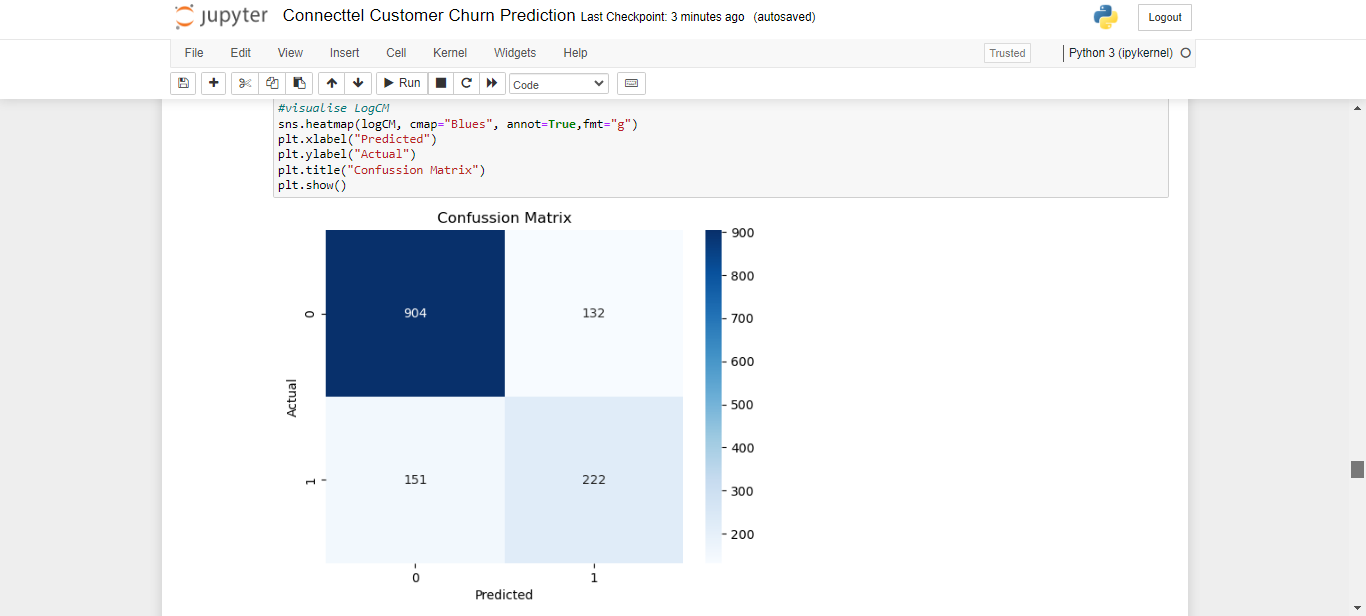 jupyter Connecttel Customer Churn Prediction Last Checkpoint: 3 minutes ago (autosaved) Logout
File Edit View Insert Cell Kernel Widgets Help Trusted Python 3 (ipykernel)
Run Code
#visualise LogCM
sns.heatmap(logCM, cmap="Blues", annot=True,fmt="g")
plt.xlabel("Predicted")
plt.ylabel("Actual")
plt.title("Confussion Matrix")
plt.show()
Confussion Matrix
900
800
700
600
500
400
300
200
904 132
151 222
0
1
Actual
0 1
Predicted